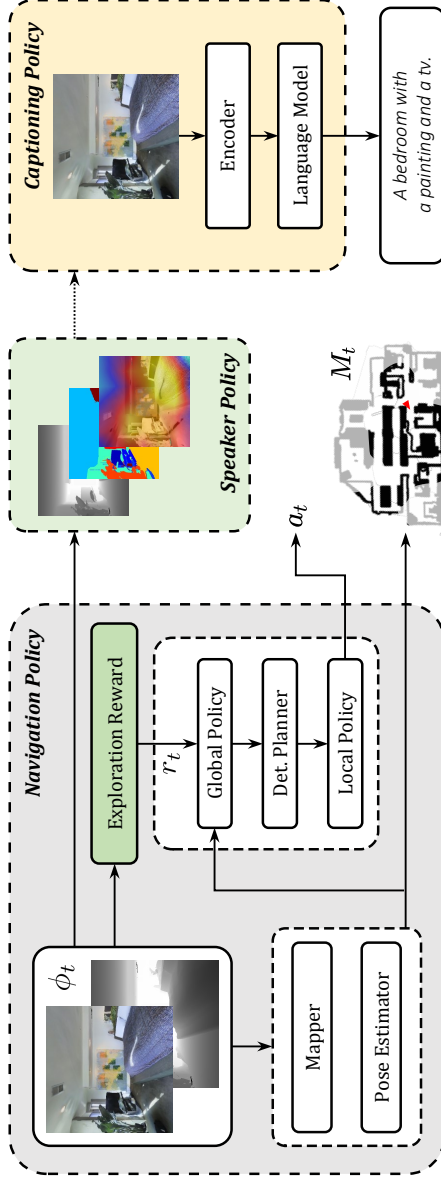 Navigation Policy
ϕt
Exploration Reward
rt
Global Policy
Det. Planner
Local Policy
Mapper
Pose Estimator
at
Speaker Policy
Mt
Captioning Policy
Encoder
Language Model
A bedroom with
a painting and a tv.